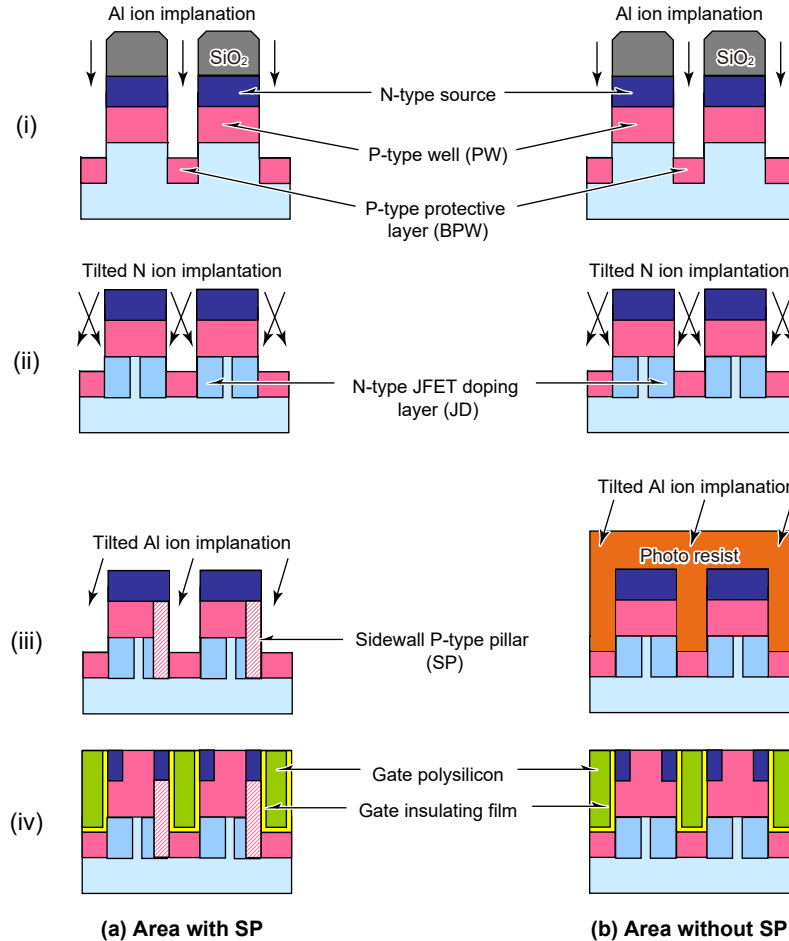 Al ion implanation
Al ion implanation
SiO₂
SiO₂
N-type source
(i)
P-type well (PW)
P-type protective
layer (BPW)
Tilted N ion implantation
Tilted N ion implantation
(ii)
N-type JFET doping
layer (JD)
Tilted Al ion implanation
Tilted Al ion implanation
Photo resist
(iii)
Sidewall P-type pillar
(SP)
Gate polysilicon
(iv)
Gate insulating film
(a) Area with SP
(b) Area without SP